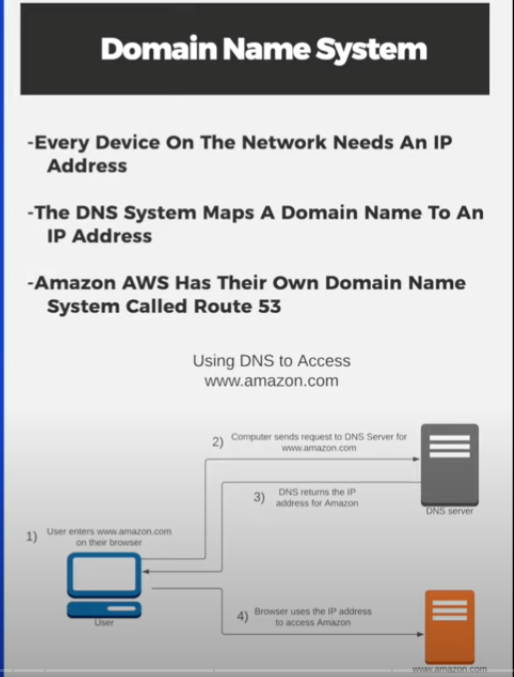 Domain Name System
-Every Device On The Network Needs An IP
Address
-The DNS System Maps A Domain Name To An
IP Address
-Amazon AWS Has Their Own Domain Name
System Called Route 53
Using DNS to Access
www.amazon.com
1)
User enters www.amazon.com
on their browser
User
2)
Computer sends request to DNS Server for
www.amazon.com
DNS server
3)
DNS returns the IP
address for Amazon
4)
Browser uses the IP address
to access Amazon
www.amazon.com